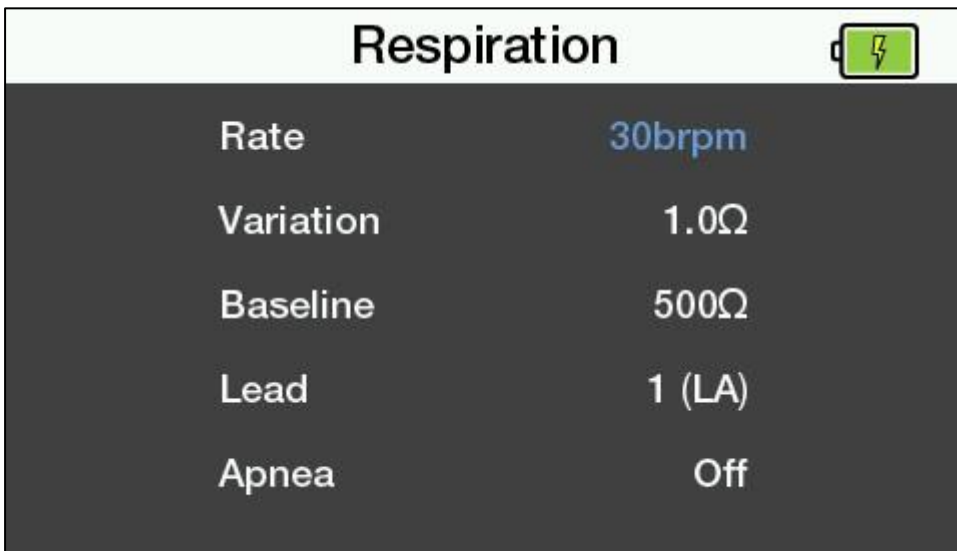 Respiration
Rate 30brpm
Variation 1.0Ω
Baseline 500Ω
Lead 1 (LA)
Apnea Off